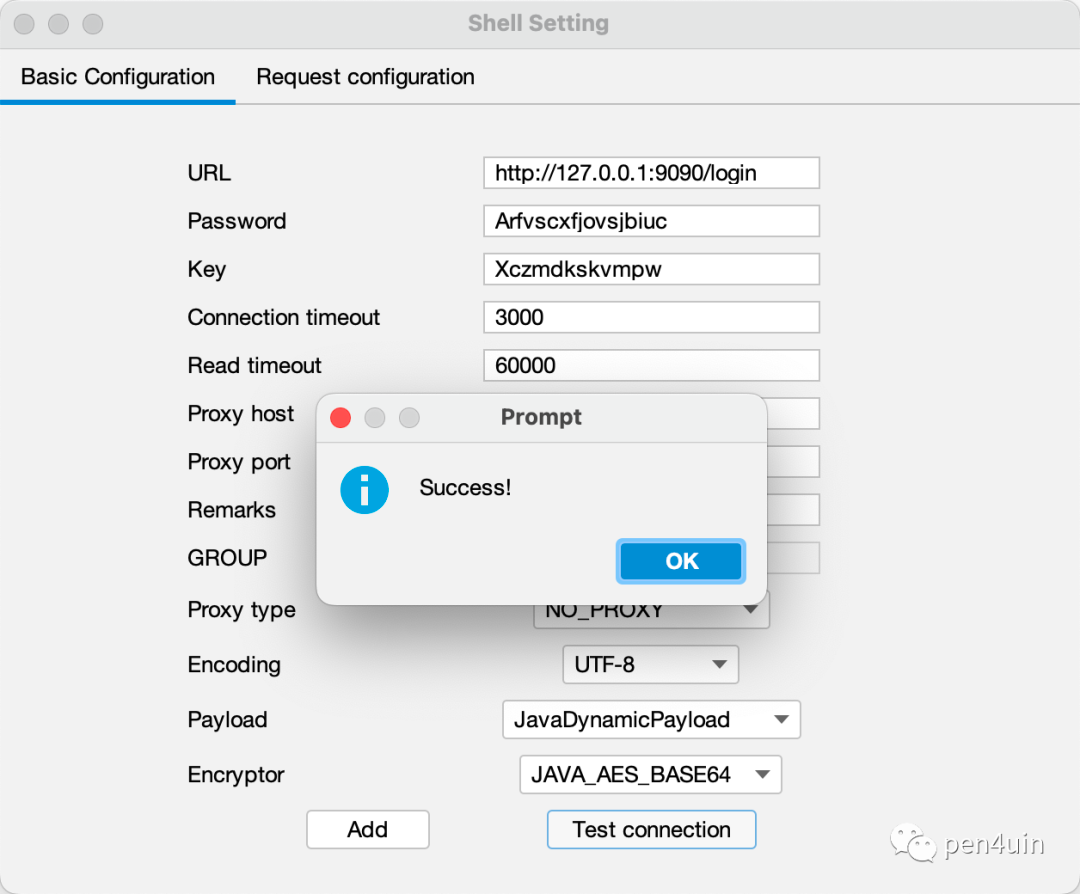 Shell Setting
Basic Configuration Request configuration
URL http://127.0.0.1:9090/login
Password Arfvscxfjovsjbiuc
Key Xczmdkskvmpw
Connection timeout 3000
Read timeout 60000
Proxy host
Prompt
Proxy port
Success!
Remarks
GROUP
OK
Proxy type NO_PROXY
Encoding UTF-8
Payload JavaDynamicPayload
Encryptor JAVA_AES_BASE64
Add Test connection
pen4uin